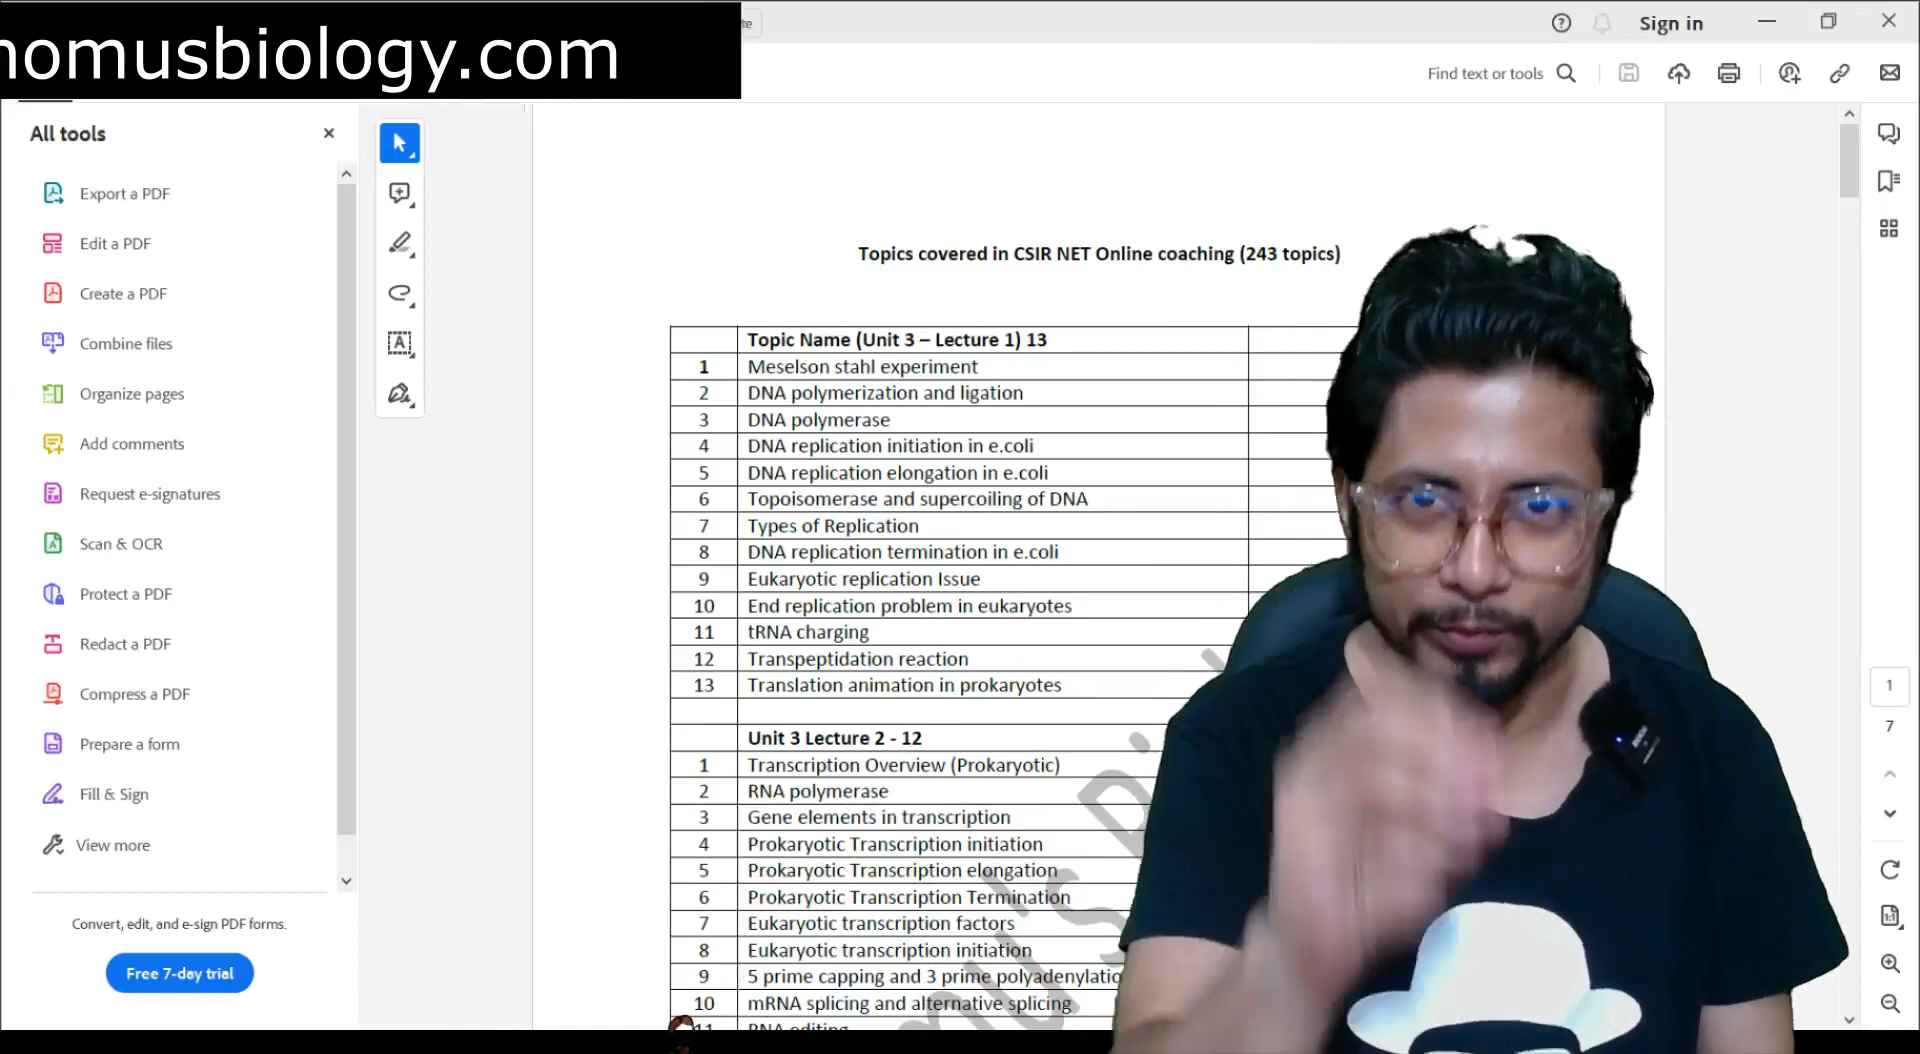 nomusbiology.com
Sign in
Find text or tools
All tools
Export a PDF
Edit a PDF
Create a PDF
Combine files
Organize pages
Add comments
Request e-signatures
Scan & OCR
Protect a PDF
Redact a PDF
Compress a PDF
Prepare a form
Fill & Sign
View more
Convert, edit, and e-sign PDF forms.
Free 7-day trial
Topics covered in CSIR NET Online coaching (243 topics)
Topic Name (Unit 3 – Lecture 1) 13
1 Meselson stahl experiment
2 DNA polymerization and ligation
3 DNA polymerase
4 DNA replication initiation in e.coli
5 DNA replication elongation in e.coli
6 Topoisomerase and supercoiling of DNA
7 Types of Replication
8 DNA replication termination in e.coli
9 Eukaryotic replication Issue
10 End replication problem in eukaryotes
11 tRNA charging
12 Transpeptidation reaction
13 Translation animation in prokaryotes
Unit 3 Lecture 2 - 12
1 Transcription Overview (Prokaryotic)
2 RNA polymerase
3 Gene elements in transcription
4 Prokaryotic Transcription initiation
5 Prokaryotic Transcription elongation
6 Prokaryotic Transcription Termination
7 Eukaryotic transcription factors
8 Eukaryotic transcription initiation
9 5 prime capping and 3 prime polyadenylatio
10 mRNA splicing and alternative splicing
11 RNA editing
1
7